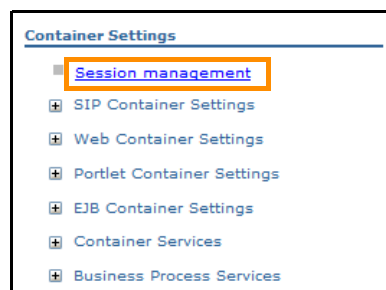 Container Settings
Session management
SIP Container Settings
Web Container Settings
Portlet Container Settings
EJB Container Settings
Container Services
Business Process Services